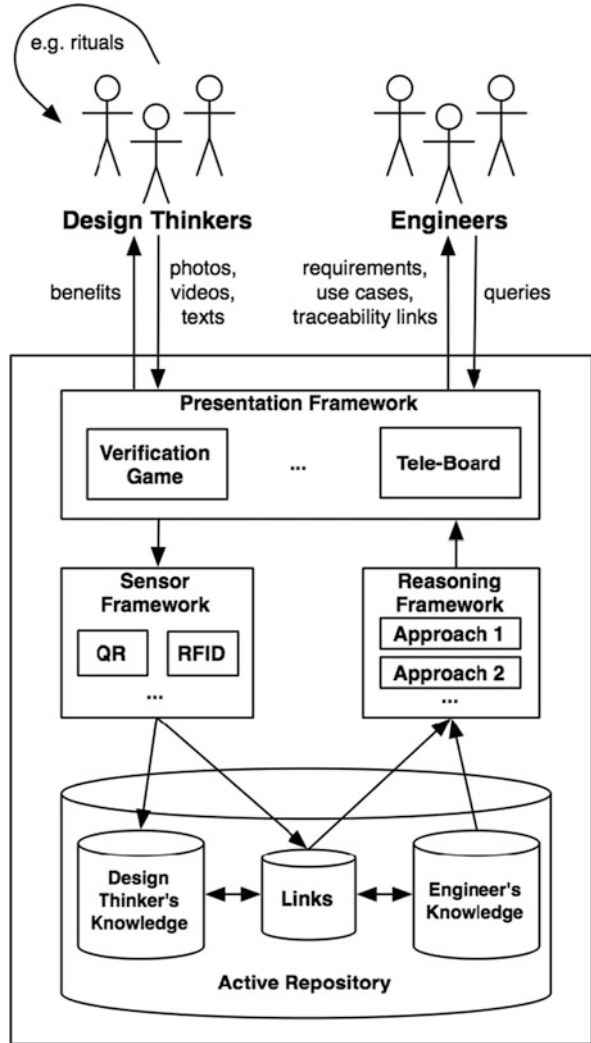 e.g. rituals
Design Thinkers
Engineers
benefits
photos,
videos,
texts
requirements,
use cases,
traceability links
queries
Presentation Framework
Verification
Game
...
Tele-Board
Sensor
Framework
QR
RFID
...
Reasoning
Framework
Approach 1
Approach 2
...
Design
Thinker's
Knowledge
Links
Engineer's
Knowledge
Active Repository